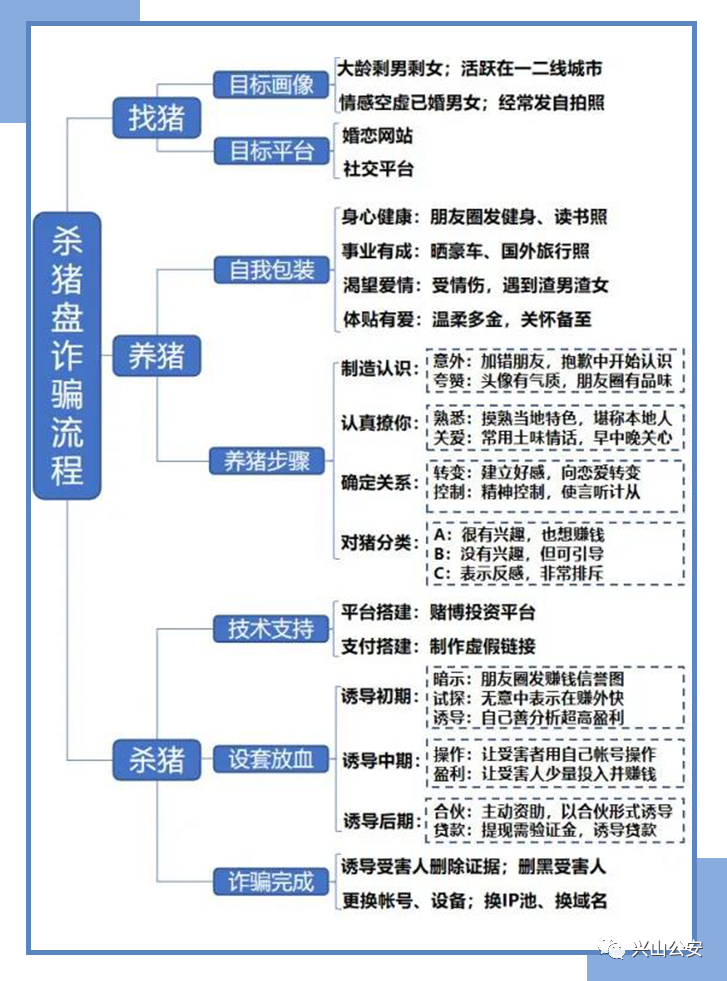 杀猪盘诈骗流程
找猪
目标画像
大龄剩男剩女；活跃在一二线城市
情感空虚已婚男女；经常发自拍照
目标平台
婚恋网站
社交平台
养猪
自我包装
身心健康：朋友圈发健身、读书照
事业有成：晒豪车、国外旅行照
渴望爱情：受情伤，遇到渣男渣女
体贴有爱：温柔多金，关怀备至
养猪步骤
制造认识：
意外：加错朋友，抱歉中开始认识
夸赞：头像有气质，朋友圈有品味
认真撩你：
熟悉：摸熟当地特色，堪称本地人
关爱：常用土味情话，早中晚关心
确定关系：
转变：建立好感，向恋爱转变
控制：精神控制，使言听计从
对猪分类：
A：很有兴趣，也想赚钱
B：没有兴趣，但可引导
C：表示反感，非常排斥
杀猪
技术支持
平台搭建：赌博投资平台
支付搭建：制作虚假链接
设套放血
诱导初期：
暗示：朋友圈发赚钱信誉图
试探：无意中表示在赚外快
诱导：自己善分析超高盈利
诱导中期：
操作：让受害者用自己帐号操作
盈利：让受害人少量投入并赚钱
诱导后期：
合伙：主动资助，以合伙形式诱导
贷款：提现需验证金，诱导贷款
诈骗完成
诱导受害人删除证据；删黑受害人
更换帐号、设备；换IP池、换域名
兴山公安